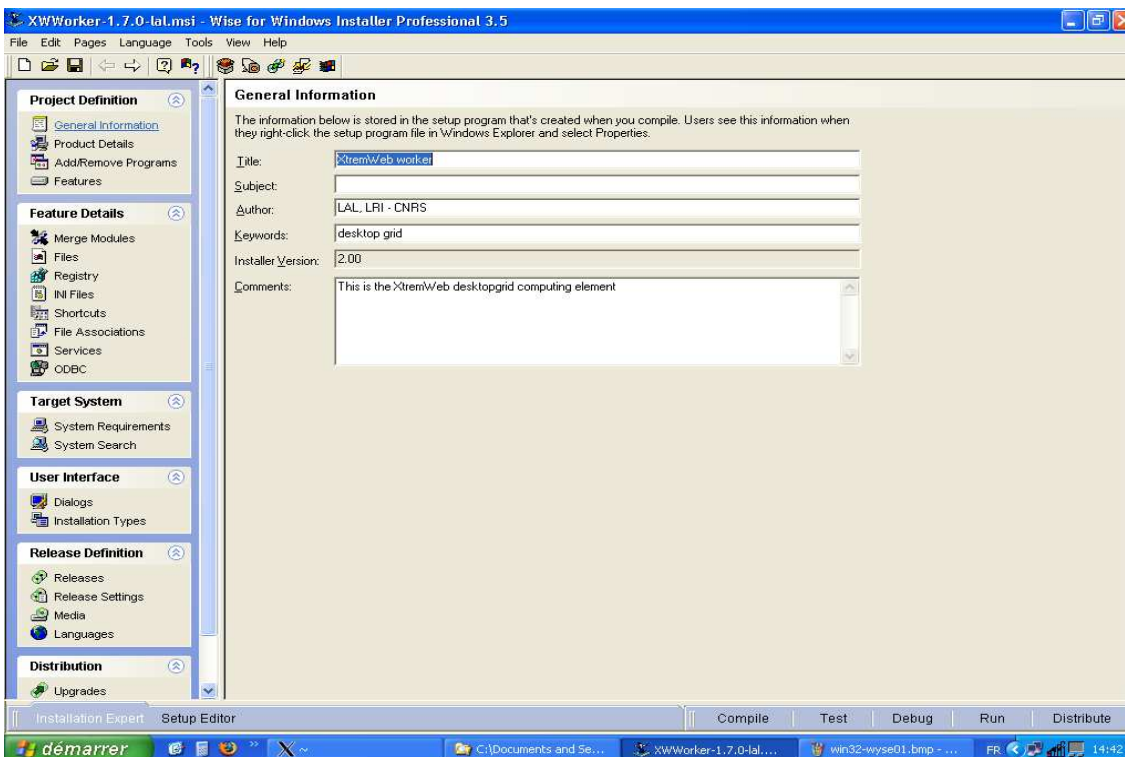 XWWorker-1.7.0-lal.msi - Wise for Windows Installer Professional 3.5
File Edit Pages Language Tools View Help
Project Definition
General Information
Product Details
Add/Remove Programs
Features
Feature Details
Merge Modules
Files
Registry
INI Files
Shortcuts
File Associations
Services
ODBC
Target System
System Requirements
System Search
User Interface
Dialogs
Installation Types
Release Definition
Releases
Release Settings
Media
Languages
Distribution
Upgrades
General Information
The information below is stored in the setup program that's created when you compile. Users see this information when
they right-click the setup program file in Windows Explorer and select Properties.
Title: XtremWeb worker
Subject:
Author: LAL, LRI - CNRS
Keywords: desktop grid
Installer Version: 2.00
Comments: This is the XtremWeb desktopgrid computing element
Installation Expert Setup Editor Compile Test Debug Run Distribute
démarrer C:\Documents and Se... XWWorker-1.7.0-lal.... win32-wyse01.bmp - ... FR 14:42